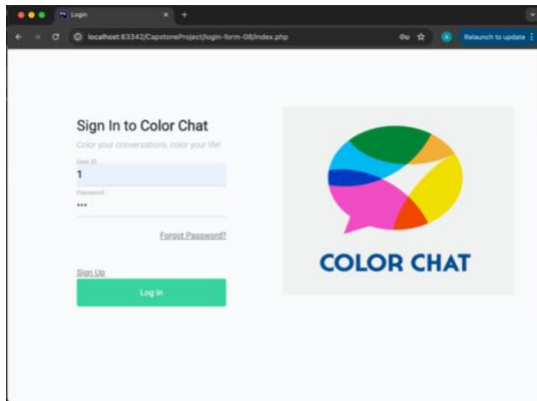 Login
localhost:63342/CapstoneProject/login-form-08/index.php
Relaunch to update
Sign In to Color Chat
Color your conversations, color your life!
User ID
1
Password
•••
Forgot Password?
Sign Up
Log In
COLOR CHAT